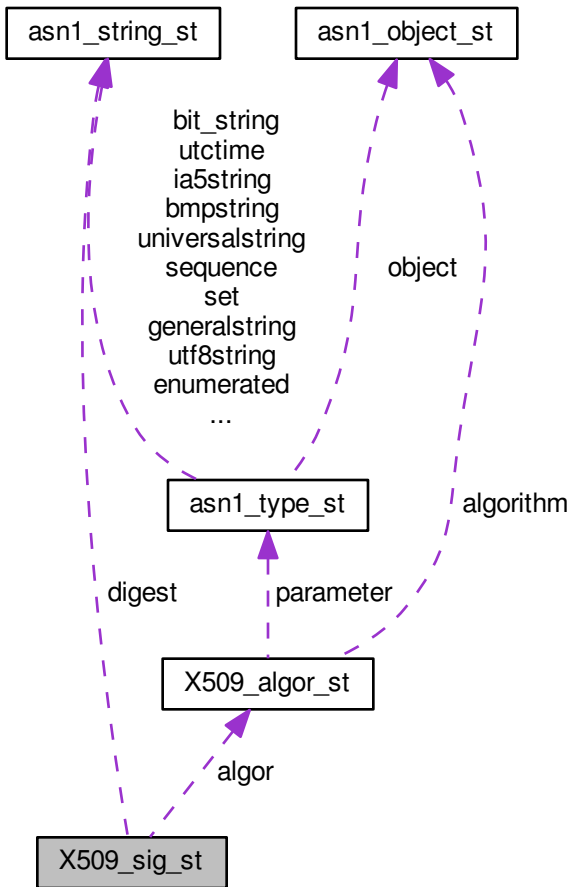 asn1_string_st
asn1_object_st
bit_string
utctime
ia5string
bmpstring
universalstring
sequence
set
generalstring
utf8string
enumerated
...
object
asn1_type_st
algorithm
digest
parameter
X509_algor_st
algor
X509_sig_st